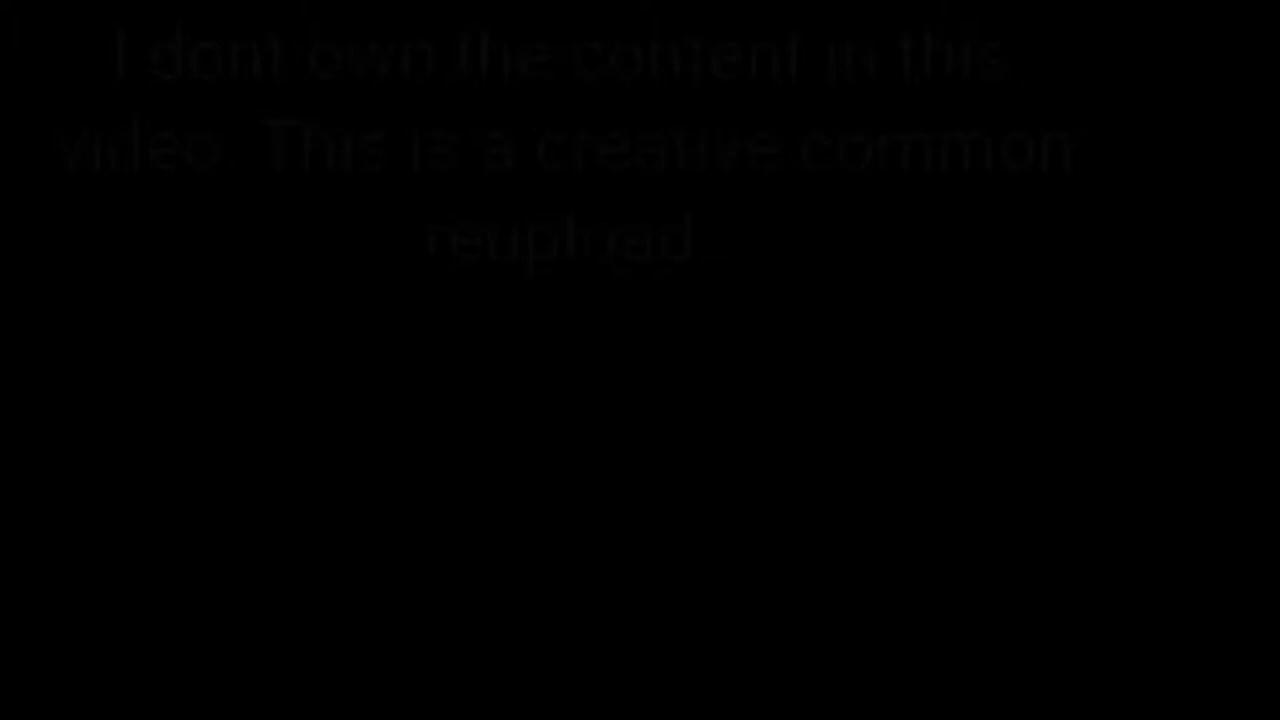 I dont own the content in this
video. This is a creative common
reupload.